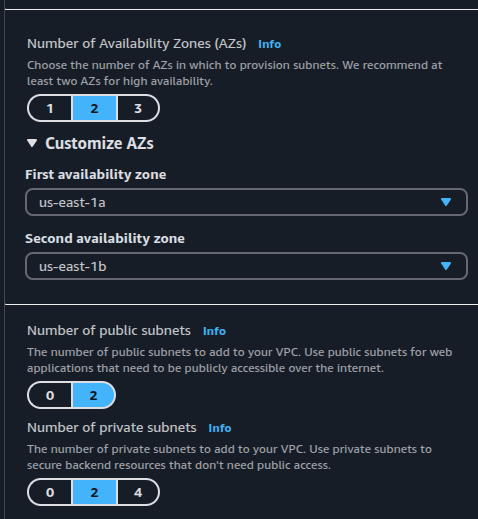 Number of Availability Zones (AZs) Info
Choose the number of AZs in which to provision subnets. We recommend at
least two AZs for high availability.
1 2 3
Customize AZs
First availability zone
us-east-1a
Second availability zone
us-east-1b
Number of public subnets Info
The number of public subnets to add to your VPC. Use public subnets for web
applications that need to be publicly accessible over the internet.
0 2
Number of private subnets Info
The number of private subnets to add to your VPC. Use private subnets to
secure backend resources that don't need public access.
0 2 4